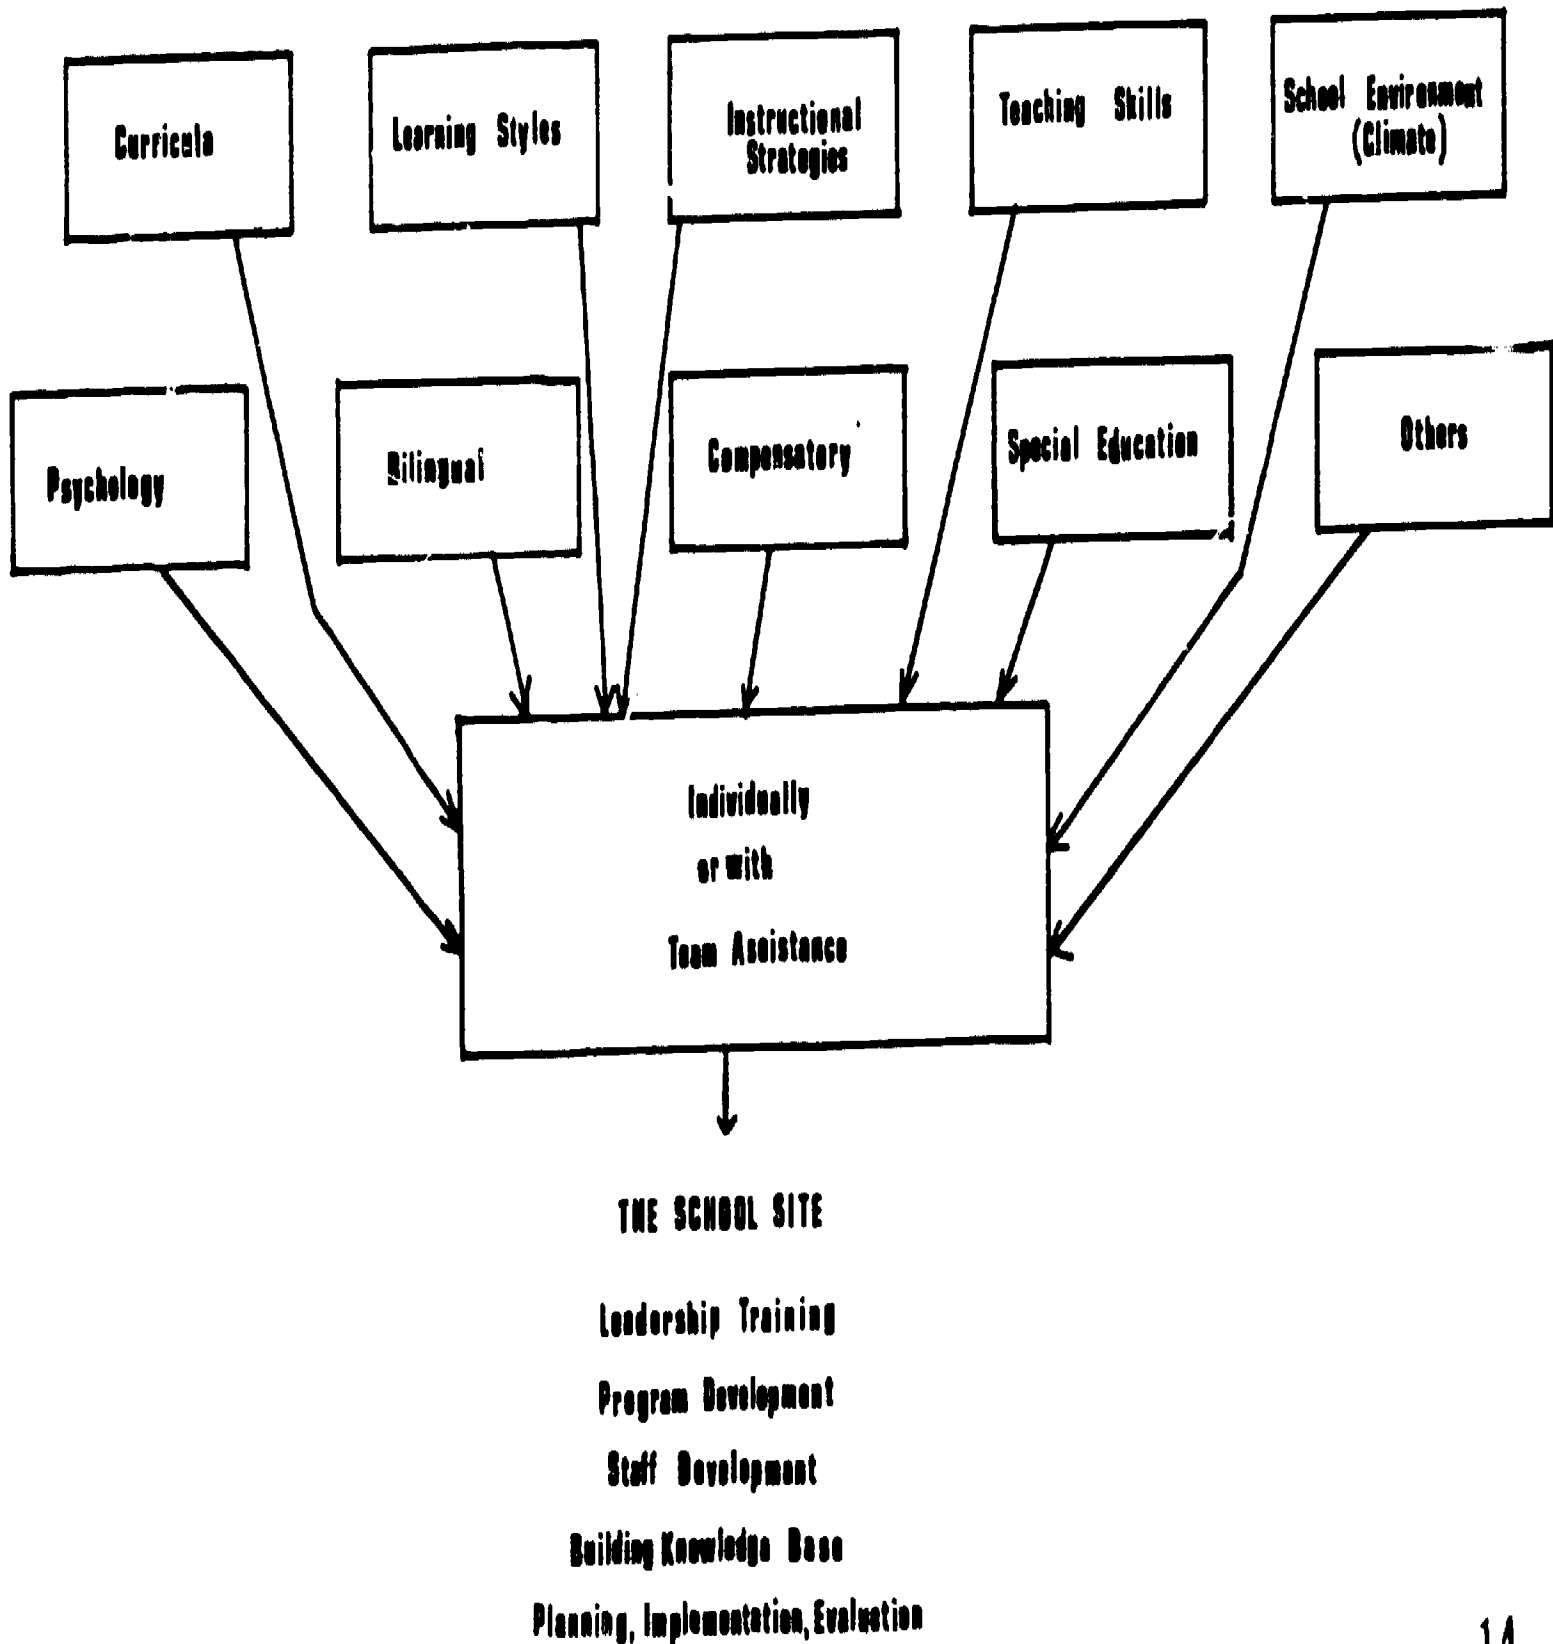 Curricula
Learning Styles
Instructional
Strategies
Teaching Skills
School Environment
(Climate)
Psychology
Bilingual
Compensatory
Special Education
Others
Individually
or with
Team Assistance
THE SCHOOL SITE
Leadership Training
Program Development
Staff Development
Building Knowledge Base
Planning, Implementation, Evaluation
14